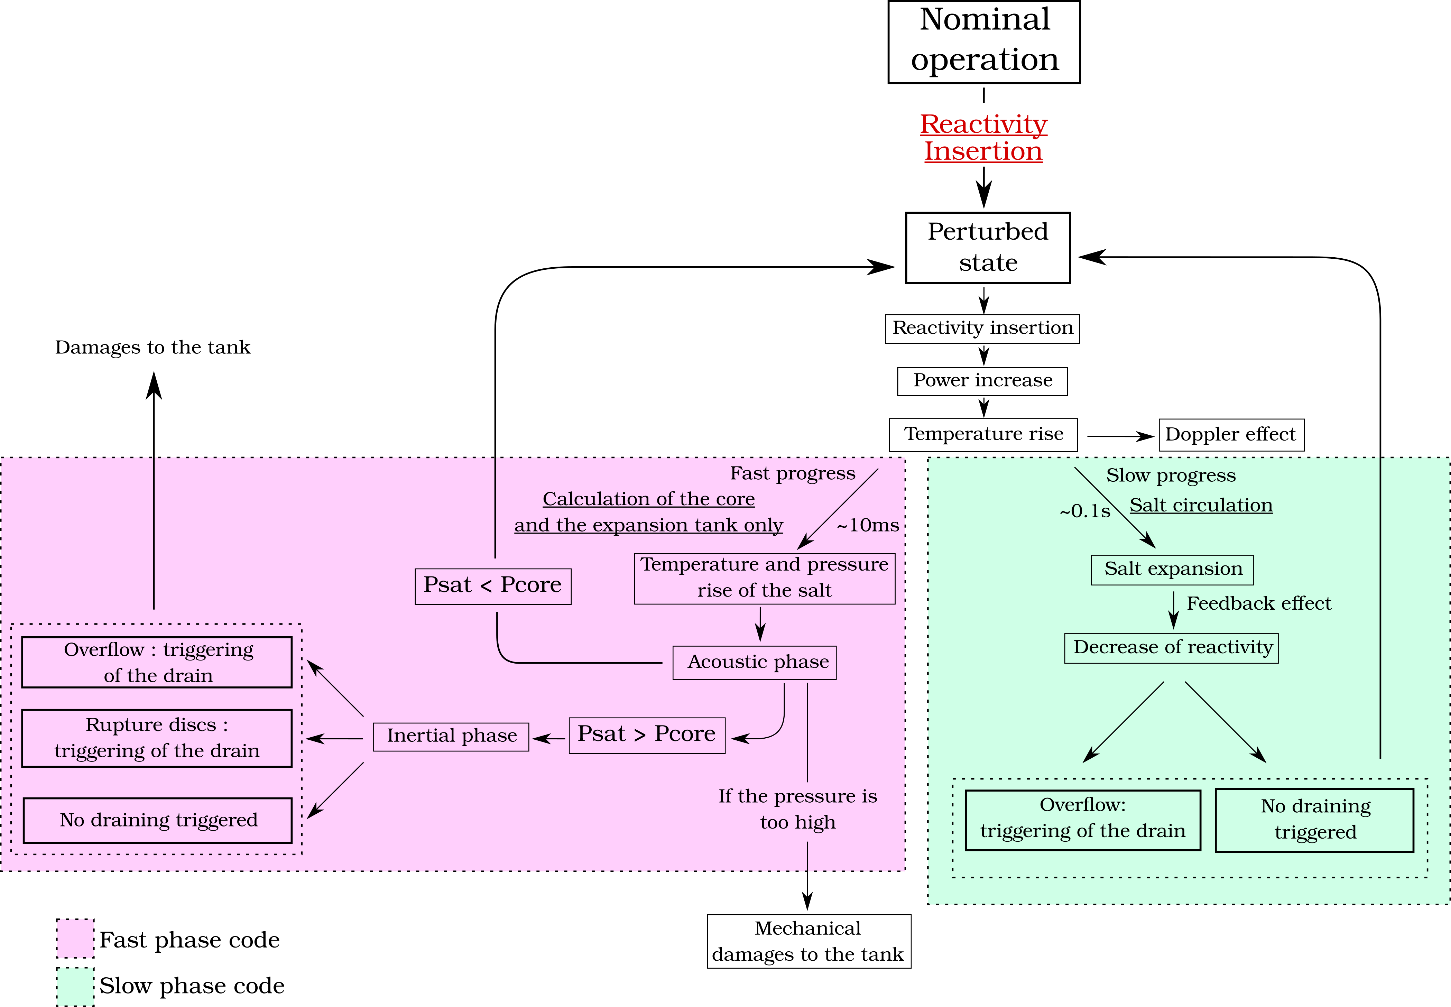 Nominal
operation
Reactivity
Insertion
Perturbed
state
Reactivity insertion
Power increase
Temperature rise
Doppler effect
Damages to the tank
Fast progress
Calculation of the core
and the expansion tank only
~10ms
Temperature and pressure
rise of the salt
Psat < Pcore
Acoustic phase
Psat > Pcore
Inertial phase
Overflow : triggering
of the drain
Rupture discs :
triggering of the drain
No draining triggered
If the pressure is
too high
Mechanical
damages to the tank
Slow progress
~0.1s
Salt circulation
Salt expansion
Feedback effect
Decrease of reactivity
Overflow:
triggering of the drain
No draining
triggered
Fast phase code
Slow phase code